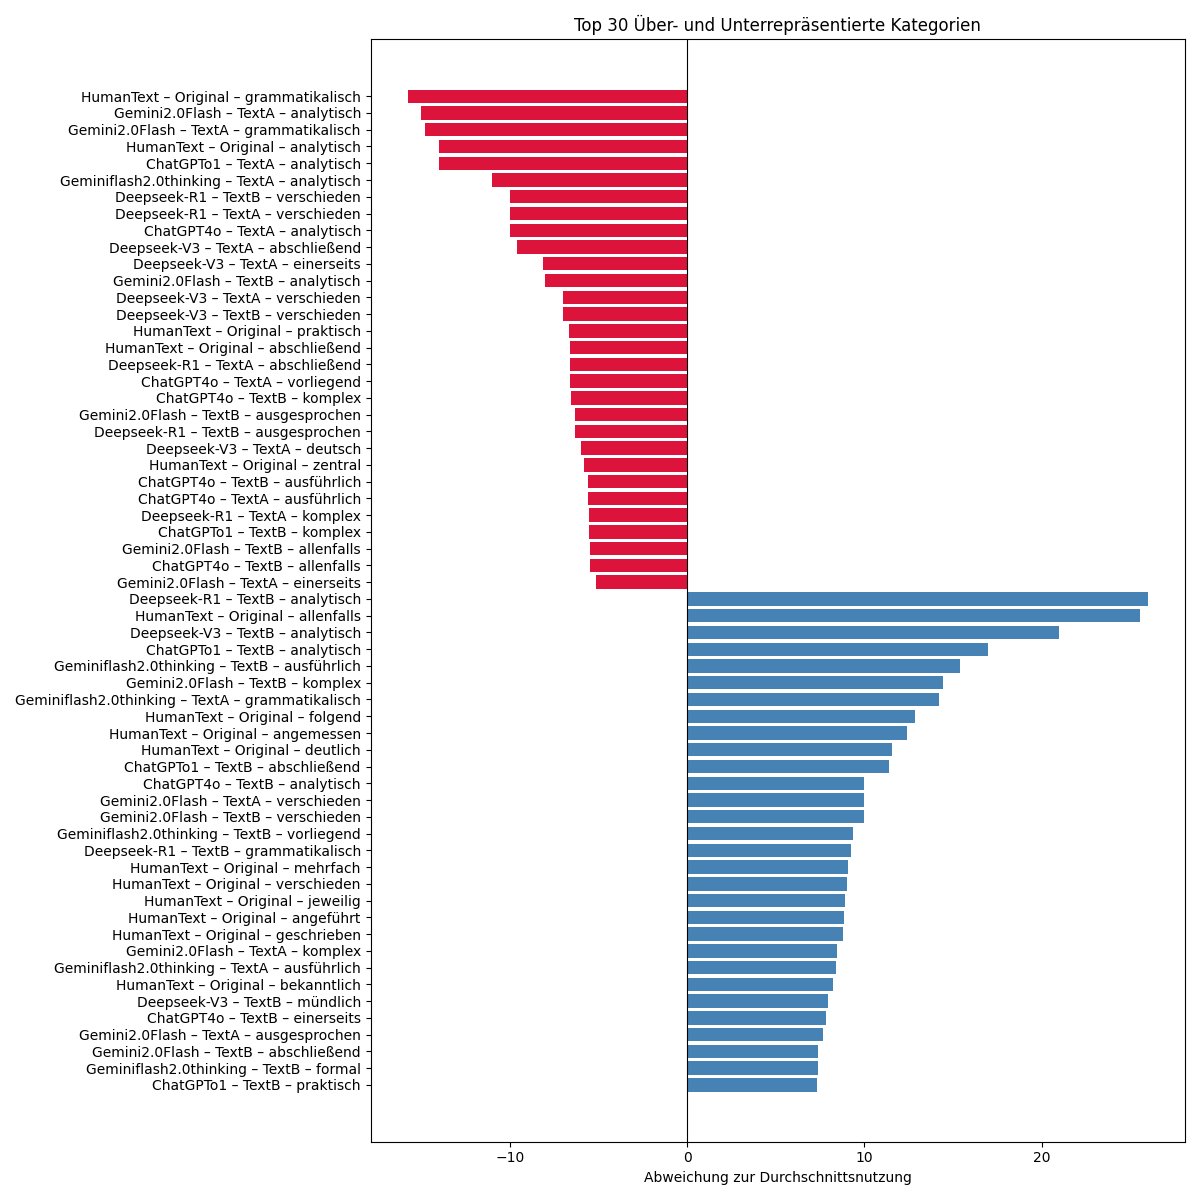 Top 30 Über- und Unterrepräsentierte Kategorien
HumanText – Original – grammatikalisch
Gemini2.0Flash – TextA – analytisch
Gemini2.0Flash – TextA – grammatikalisch
HumanText – Original – analytisch
ChatGPTo1 – TextA – analytisch
Geminiflash2.0thinking – TextA – analytisch
Deepseek-R1 – TextB – verschieden
Deepseek-R1 – TextA – verschieden
ChatGPT4o – TextA – analytisch
Deepseek-V3 – TextA – abschließend
Deepseek-V3 – TextA – einerseits
Gemini2.0Flash – TextB – analytisch
Deepseek-V3 – TextA – verschieden
Deepseek-V3 – TextB – verschieden
HumanText – Original – praktisch
HumanText – Original – abschließend
Deepseek-R1 – TextA – abschließend
ChatGPT4o – TextA – vorliegend
ChatGPT4o – TextB – komplex
Gemini2.0Flash – TextB – ausgesprochen
Deepseek-R1 – TextB – ausgesprochen
Deepseek-V3 – TextA – deutsch
HumanText – Original – zentral
ChatGPT4o – TextB – ausführlich
ChatGPT4o – TextA – ausführlich
Deepseek-R1 – TextA – komplex
ChatGPTo1 – TextB – komplex
Gemini2.0Flash – TextB – allenfalls
ChatGPT4o – TextB – allenfalls
Gemini2.0Flash – TextA – einerseits
Deepseek-R1 – TextB – analytisch
HumanText – Original – allenfalls
Deepseek-V3 – TextB – analytisch
ChatGPTo1 – TextB – analytisch
Geminiflash2.0thinking – TextB – ausführlich
Gemini2.0Flash – TextB – komplex
Geminiflash2.0thinking – TextA – grammatikalisch
HumanText – Original – folgend
HumanText – Original – angemessen
HumanText – Original – deutlich
ChatGPTo1 – TextB – abschließend
ChatGPT4o – TextB – analytisch
Gemini2.0Flash – TextA – verschieden
Gemini2.0Flash – TextB – verschieden
Geminiflash2.0thinking – TextB – vorliegend
Deepseek-R1 – TextB – grammatikalisch
HumanText – Original – mehrfach
HumanText – Original – verschieden
HumanText – Original – jeweilig
HumanText – Original – angeführt
HumanText – Original – geschrieben
Gemini2.0Flash – TextA – komplex
Geminiflash2.0thinking – TextA – ausführlich
HumanText – Original – bekanntlich
Deepseek-V3 – TextB – mündlich
ChatGPT4o – TextB – einerseits
Gemini2.0Flash – TextA – ausgesprochen
Gemini2.0Flash – TextB – abschließend
Geminiflash2.0thinking – TextB – formal
ChatGPTo1 – TextB – praktisch
−10 0 10 20
Abweichung zur Durchschnittsnutzung